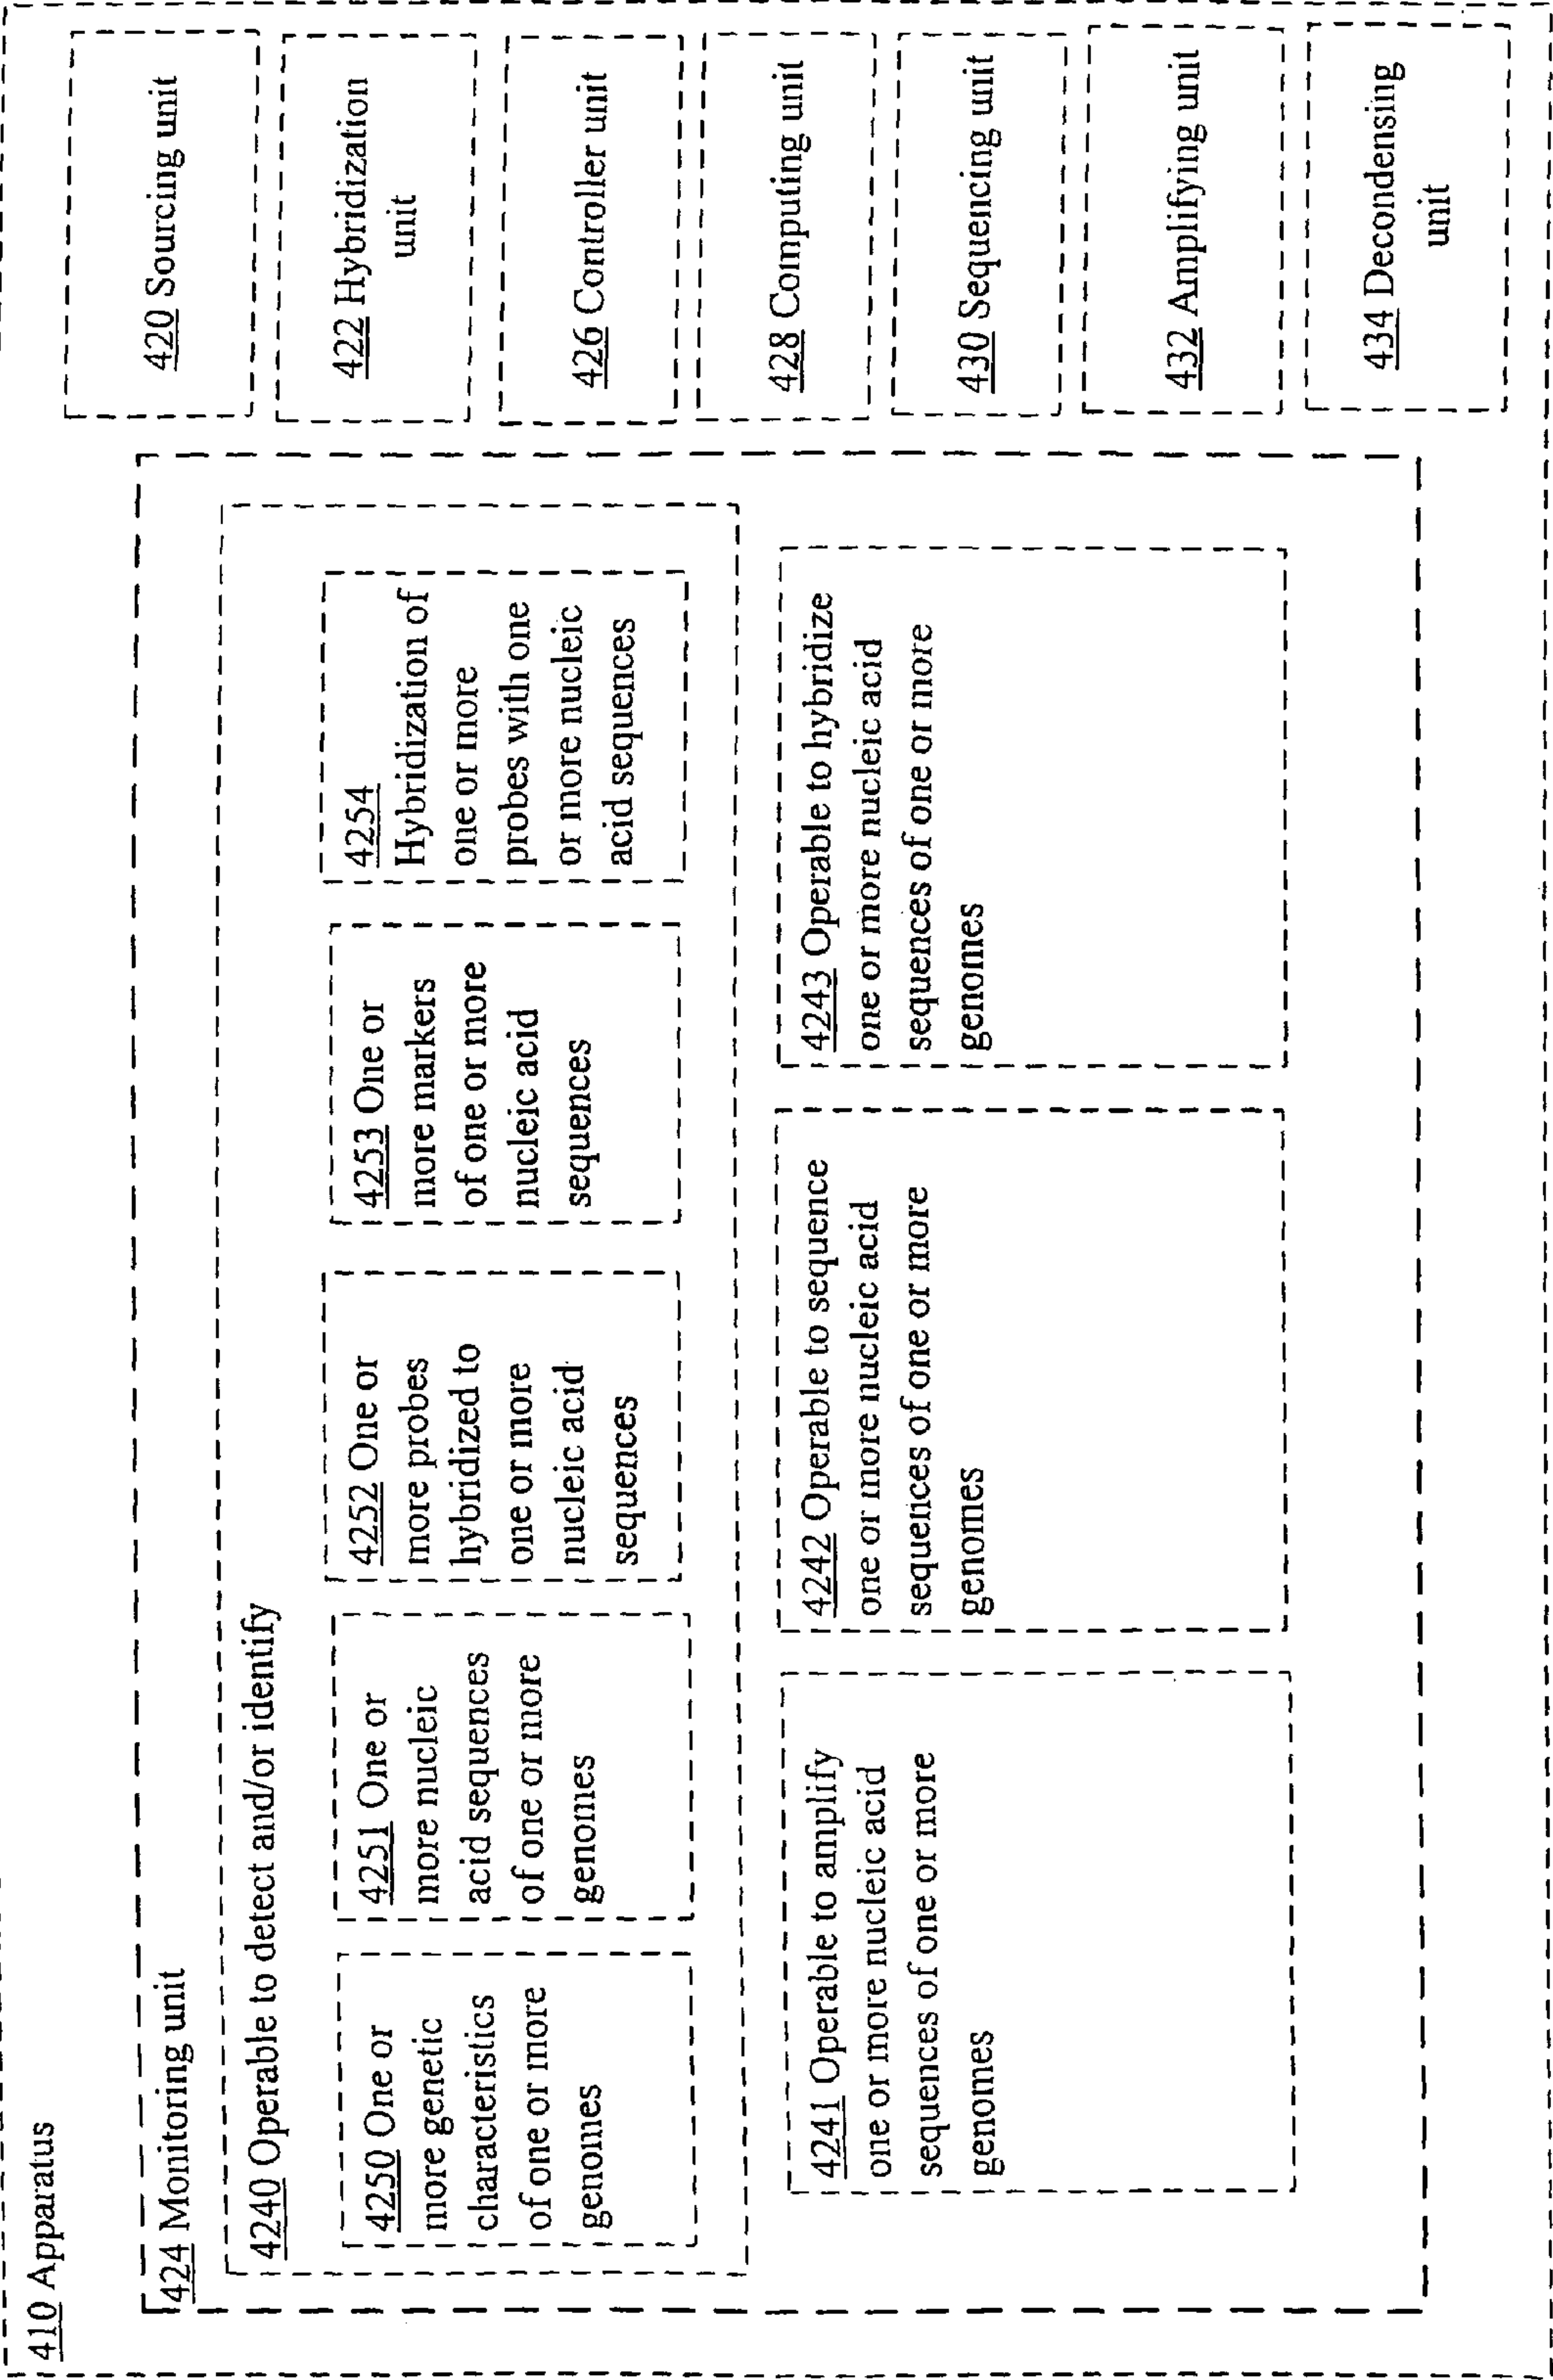 410 Apparatus
424 Monitoring unit
4240 Operable to detect and/or identify
4250 One or
more genetic
characteristics
of one or more
genomes
4251 One or
more nucleic
acid sequences
of one or more
genomes
4252 One or
more probes
hybridized to
one or more
nucleic acid
sequences
4253 One or
more markers
of one or more
nucleic acid
sequences
4254
Hybridization of
one or more
probes with one
or more nucleic
acid sequences
4241 Operable to amplify
one or more nucleic acid
sequences of one or more
genomes
4242 Operable to sequence
one or more nucleic acid
sequences of one or more
genomes
4243 Operable to hybridize
one or more nucleic acid
sequences of one or more
genomes
420 Sourcing unit
422 Hybridization
unit
426 Controller unit
428 Computing unit
430 Sequencing unit
432 Amplifying unit
434 Decondensing
unit